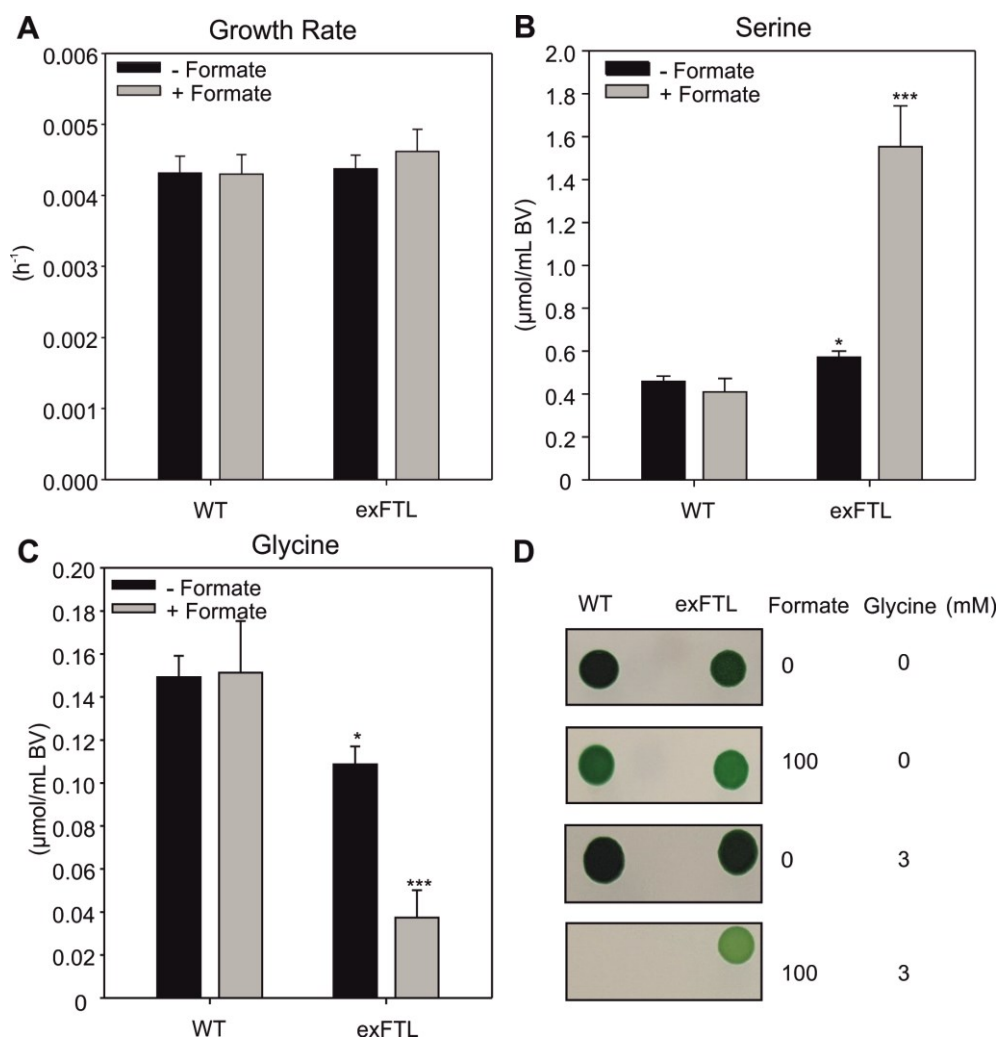 A
Growth Rate
0.006
0.005
0.004
0.003
0.002
0.001
0.000
(h-1)
- Formate
+ Formate
WT
exFTL
B
Serine
2.0
1.8
1.6
1.4
1.2
1.0
0.8
0.6
0.4
0.2
0
(µmol/mL BV)
- Formate
+ Formate
*
***
WT
exFTL
C
Glycine
0.20
0.18
0.16
0.14
0.12
0.10
0.08
0.06
0.04
0.02
0
(µmol/mL BV)
- Formate
+ Formate
*
***
WT
exFTL
D
WT exFTL Formate Glycine (mM)
0 0
100 0
0 3
100 3